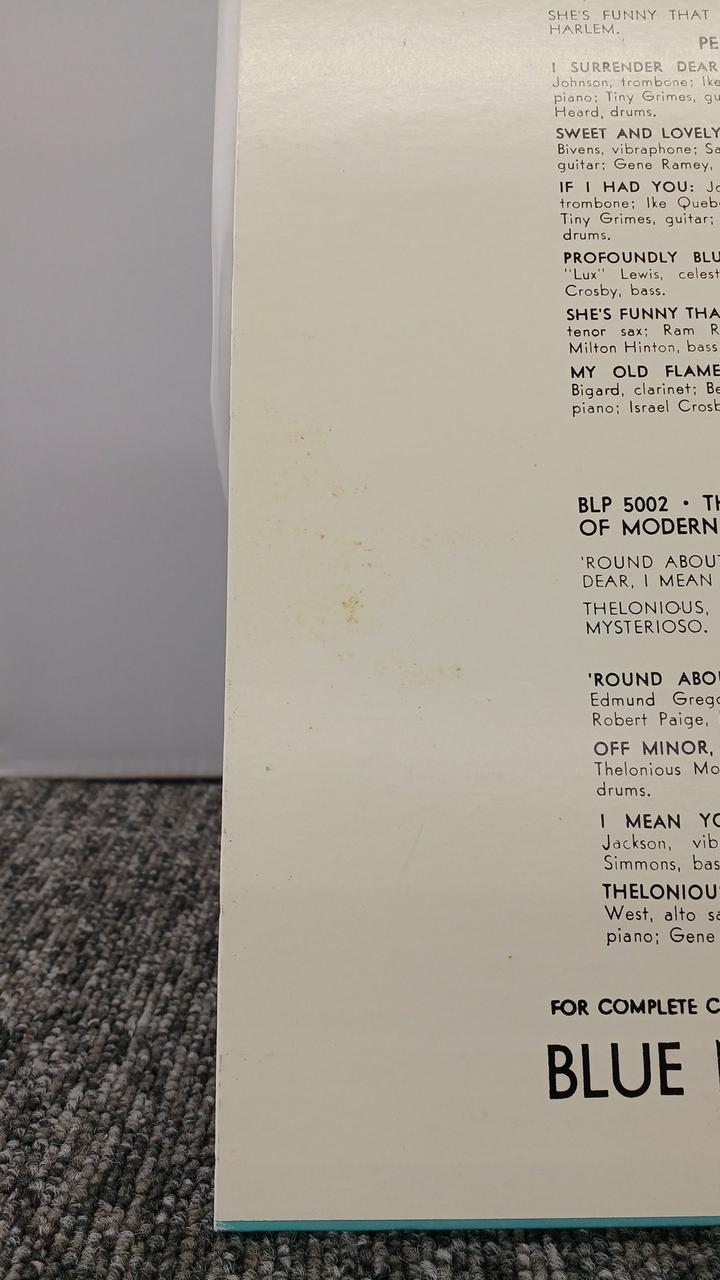 SHE'S FUNNY THAT
HARLEM.
PE
I SURRENDER DEAR
Johnson, trombone; Ike
piano; Tiny Grimes, gu
Heard, drums.
SWEET AND LOVELY
Bivens, vibraphone; Sa
guitar; Gene Ramey,
IF I HAD YOU: Jo
trombone; Ike Queb
Tiny Grimes, guitar;
drums.
PROFOUNDLY BLU
"Lux" Lewis, celest
Crosby, bass.
SHE'S FUNNY THA
tenor sax; Ram R
Milton Hinton, bass
MY OLD FLAME
Bigard, clarinet; Be
piano; Israel Crosb
BLP 5002 • TH
OF MODERN
'ROUND ABOUT
DEAR, I MEAN
THELONIOUS,
MYSTERIOSO.
'ROUND ABOU
Edmund Grego
Robert Paige,
OFF MINOR,
Thelonious Mo
drums.
I MEAN YO
Jackson, vib
Simmons, bas
THELONIOU
West, alto sa
piano; Gene
FOR COMPLETE C
BLUE